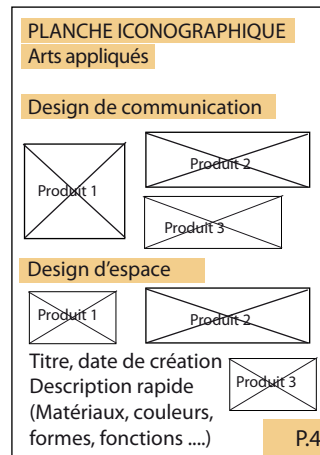 PLANCHE ICONOGRAPHIQUE
Arts appliqués
Design de communication
Produit 1
Produit 2
Produit 3
Design d’espace
Produit 1
Produit 2
Titre, date de création
Description rapide
(Matériaux, couleurs,
formes, fonctions ....)
Produit 3
P.4